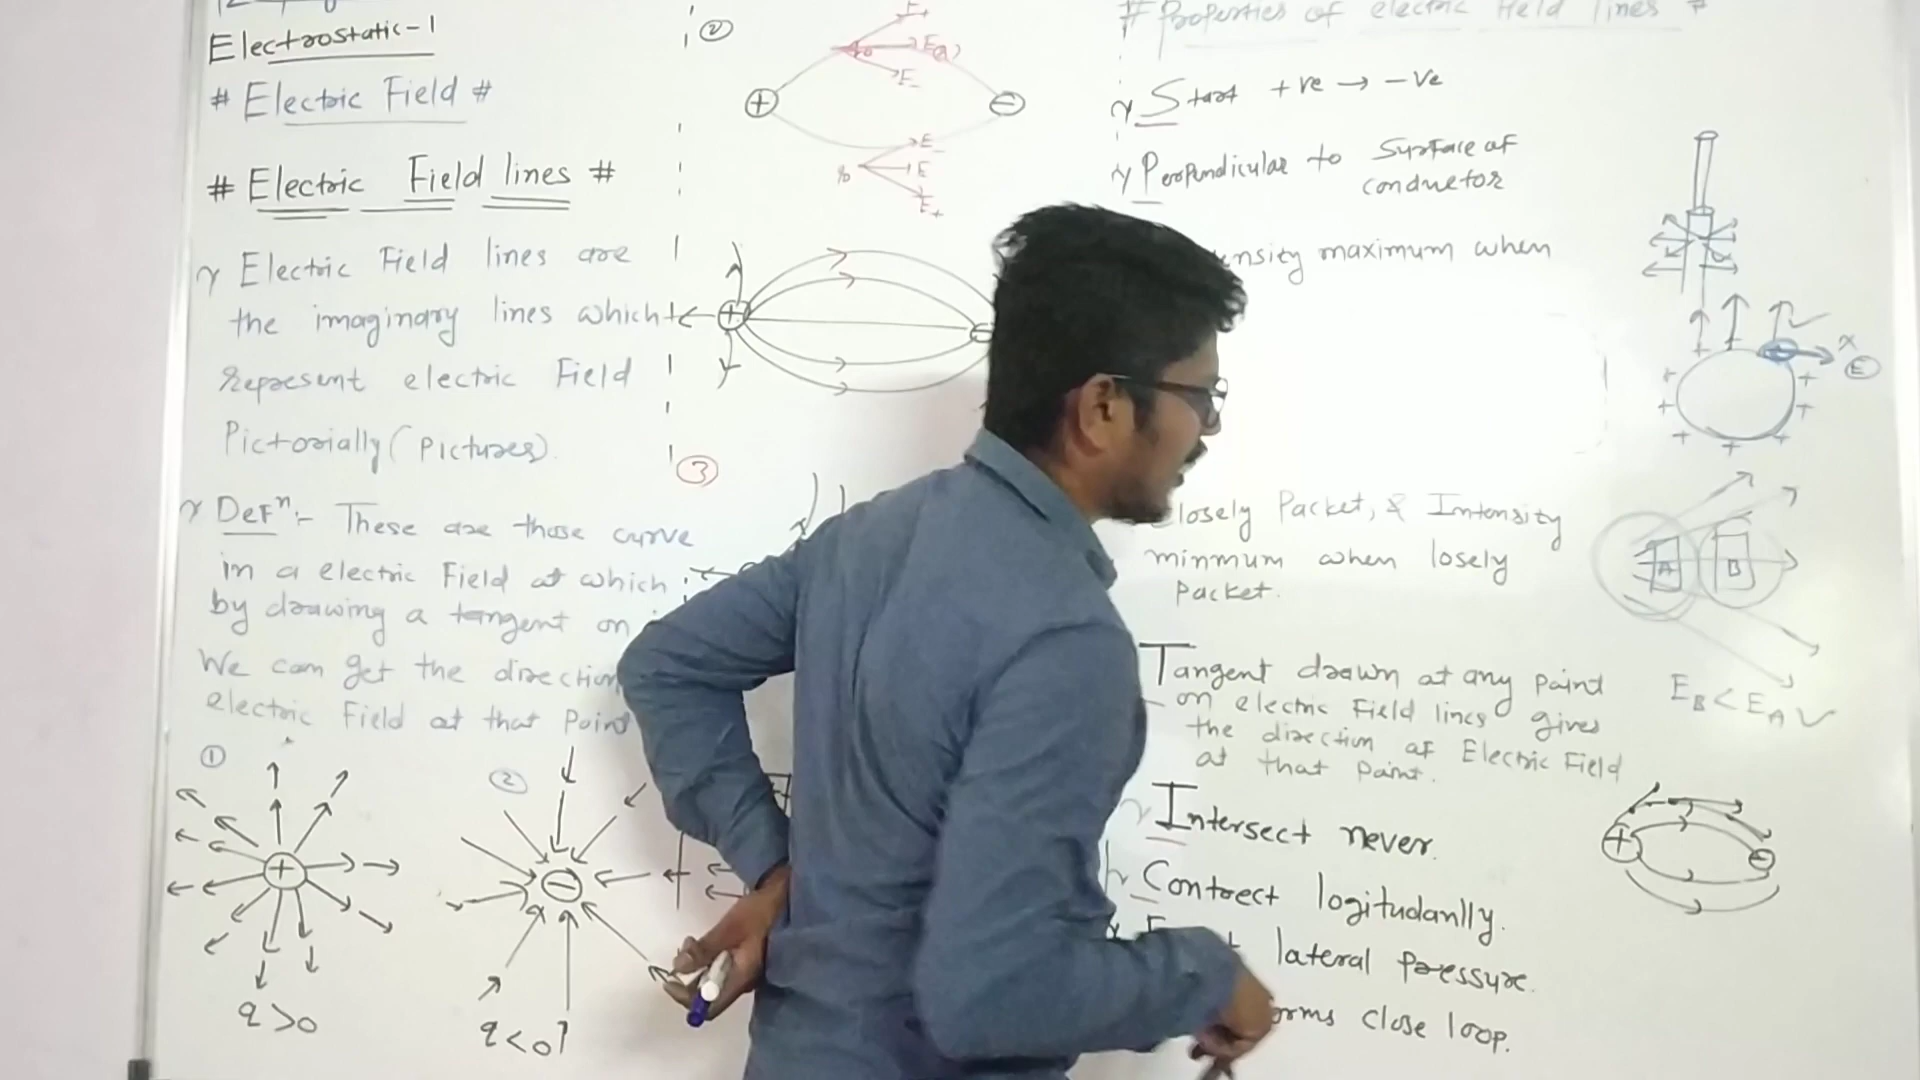 Electrostatic-1
# Electric Field #
# Electric Field lines #
Electric Field lines are
the imaginary lines which
represent electric Field
Pictorially (Pictures).
Defⁿ:- These are those curve
in a electric Field at which
by drawing a tangent on
We can get the direction
electric Field at that Point
①
+
q>0
②
−
q<0
②
E+
E
E−
+
−
E−
E
E+
+
③
# Properties of electric field lines #
Start +ve → -ve
Perpendicular to Surface of
conductor
ensity maximum when
losely Packet, & Intensity
minmum when losely
Packet.
A B
EB < EA
Tangent drawn at any point
on electric Field lines gives
the direction of Electric Field
at that Point.
Intersect never.
Contrect logitudanlly.
lateral pressure.
orms close loop.
x
E
+
−